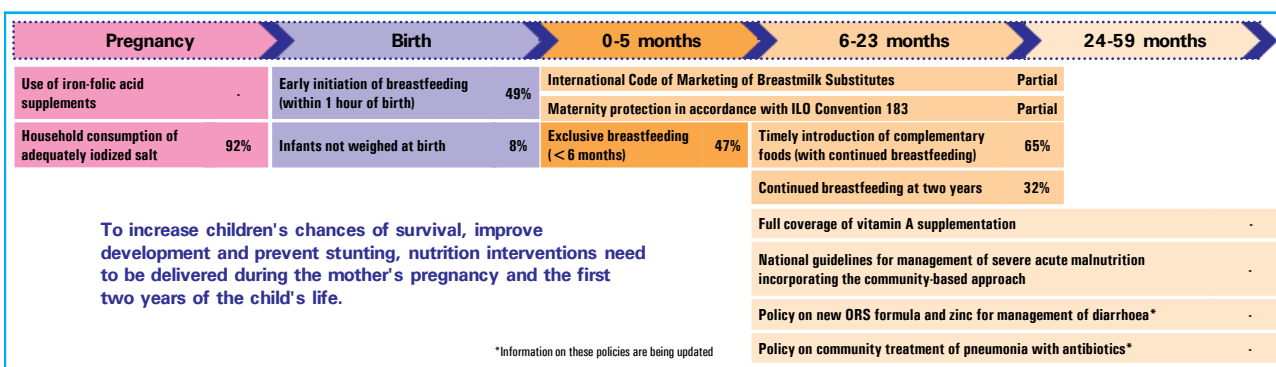 Pregnancy
Birth
0-5 months
6-23 months
24-59 months
Use of iron-folic acid
supplements
-
Household consumption of
adequately iodized salt
92%
Early initiation of breastfeeding
(within 1 hour of birth)
49%
Infants not weighed at birth
8%
International Code of Marketing of Breastmilk Substitutes
Partial
Maternity protection in accordance with ILO Convention 183
Partial
Exclusive breastfeeding
(< 6 months)
47%
Timely introduction of complementary
foods (with continued breastfeeding)
65%
Continued breastfeeding at two years
32%
Full coverage of vitamin A supplementation
-
National guidelines for management of severe acute malnutrition
incorporating the community-based approach
-
Policy on new ORS formula and zinc for management of diarrhoea*
-
Policy on community treatment of pneumonia with antibiotics*
-
To increase children's chances of survival, improve
development and prevent stunting, nutrition interventions need
to be delivered during the mother's pregnancy and the first
two years of the child's life.
*Information on these policies are being updated